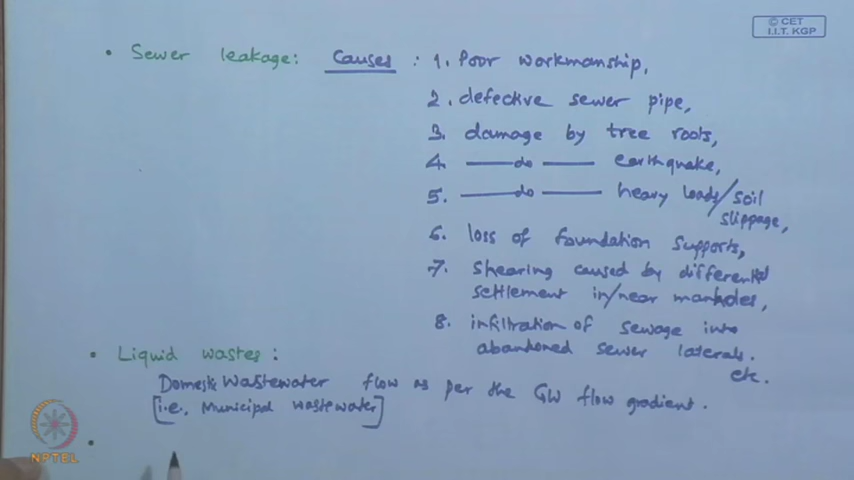 © CET
I.I.T. KGP
• Sewer leakage: Causes : 1. Poor workmanship,
2. defective sewer pipe,
3. damage by tree roots,
4. —— do —— earthquake,
5. —— do —— heavy loads/soil
slippage,
6. loss of foundation supports,
7. Shearing caused by differential
settlement in/near manholes,
8. infiltration of sewage into
abandoned sewer laterals.
etc.
• Liquid wastes :
Domestic Wastewater flow as per the GW flow gradient.
[i.e., Municipal wastewater]
•
NPTEL